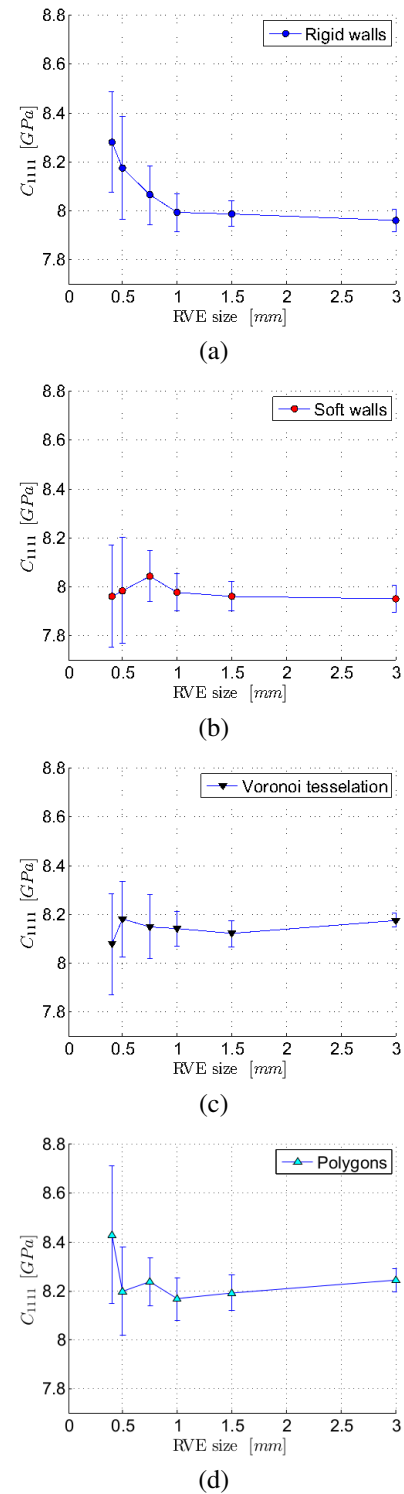 8.8
Rigid walls
8.6
8.4
C1111 [GPa]
8.2
8
7.8
0 0.5 1 1.5 2 2.5 3
RVE size [mm]
(a)
8.8
Soft walls
8.6
8.4
C1111 [GPa]
8.2
8
7.8
0 0.5 1 1.5 2 2.5 3
RVE size [mm]
(b)
8.8
Voronoi tesselation
8.6
8.4
C1111 [GPa]
8.2
8
7.8
0 0.5 1 1.5 2 2.5 3
RVE size [mm]
(c)
8.8
Polygons
8.6
8.4
C1111 [GPa]
8.2
8
7.8
0 0.5 1 1.5 2 2.5 3
RVE size [mm]
(d)